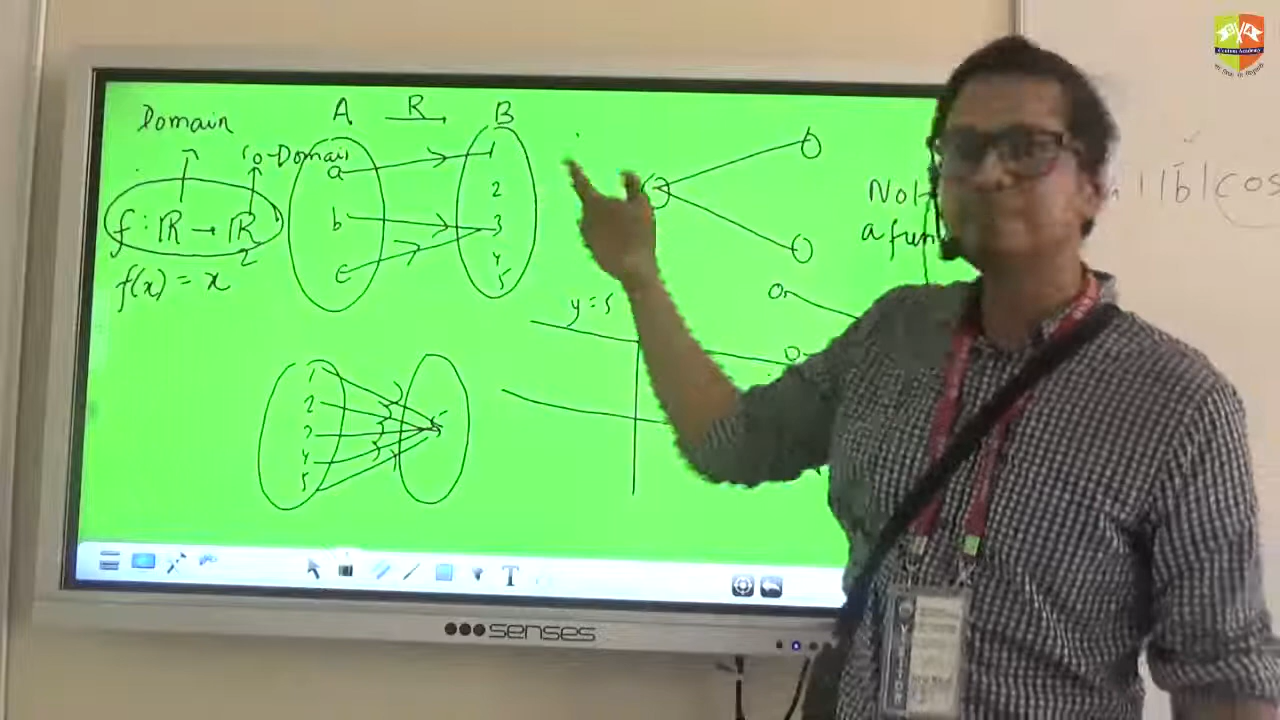 Domain
A R B
Co-Domain
f : ℝ → ℝ
f(x) = x²
a
b
c
1
2
3
4
5
Not
a fun
|b| cos
y = 5
1
2
3
4
5
5
T
senses